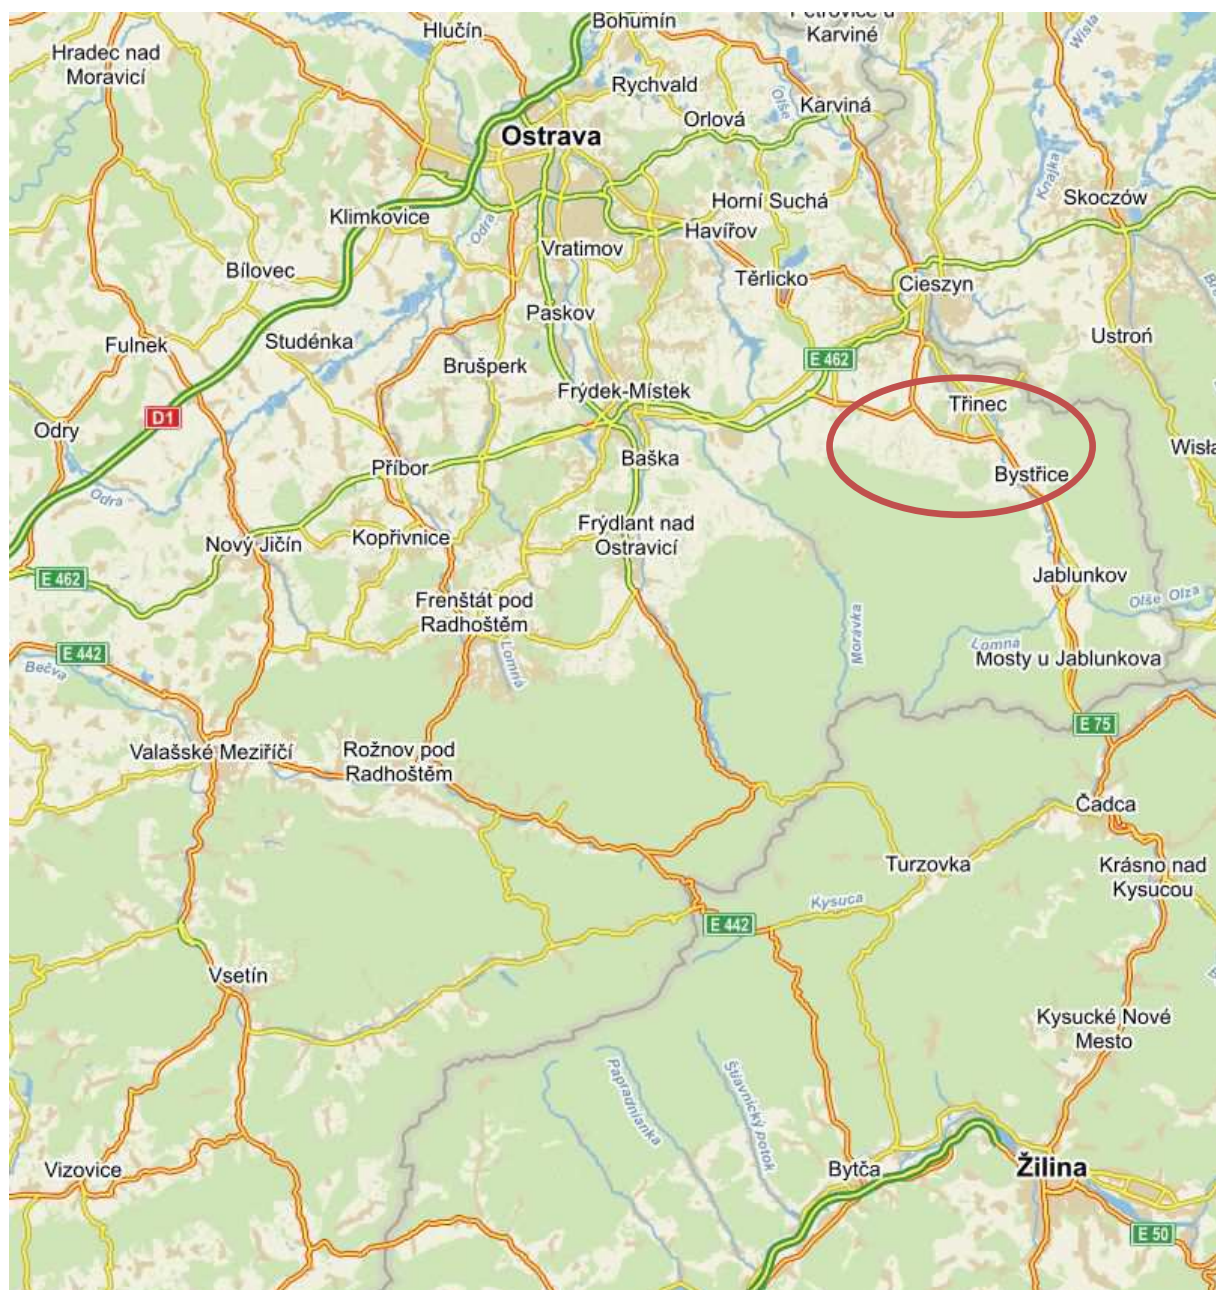 Bohumín
Petrovice u
Karviné
Hlučín
Wisła
Hradec nad
Moravicí
Rychvald
Olše
Karviná
Orlová
Ostrava
Knajka
Skoczów
Horní Suchá
Klimkovice
Odra
Havířov
Vratimov
Bílovec
Těrlicko
Cieszyn
Paskov
Studénka
Ustroń
Fulnek
Brušperk
E 462
Frýdek-Místek
Třinec
D1
Odry
Wisła
Baška
Příbor
Bystřice
Odra
Frýdlant nad
Ostravicí
Nový Jičín
Kopřivnice
E 462
Jablunkov
Olše Olza
Frenštát pod
Radhoštěm
Morávka
Lomná
E 442
Bečva
Lomná
Mosty u Jablunkova
E 75
Valašské Meziříčí
Rožnov pod
Radhoštěm
Čadca
Turzovka
Krásno nad
Kysucou
Kysuca
E 442
Vsetín
Kysucké Nové
Mesto
Papradnianka
Štiavnický potok
Vizovice
Bytča
Žilina
E 50